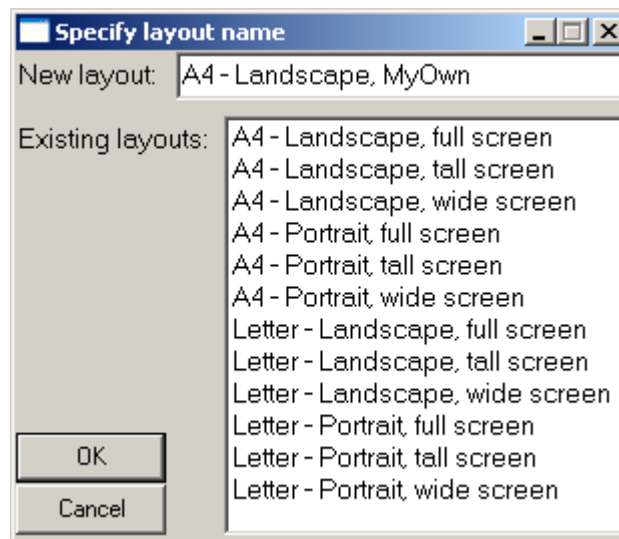 Specify layout name
New layout: A4 - Landscape, MyOwn
Existing layouts:
A4 - Landscape, full screen
A4 - Landscape, tall screen
A4 - Landscape, wide screen
A4 - Portrait, full screen
A4 - Portrait, tall screen
A4 - Portrait, wide screen
Letter - Landscape, full screen
Letter - Landscape, tall screen
Letter - Landscape, wide screen
Letter - Portrait, full screen
Letter - Portrait, tall screen
Letter - Portrait, wide screen
OK
Cancel